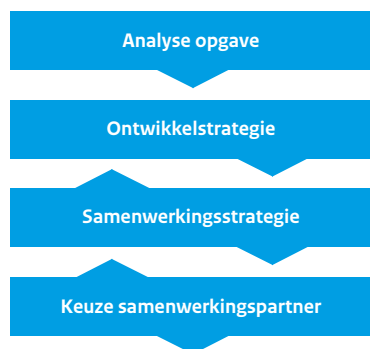 Analyse opgave
Ontwikkelstrategie
Samenwerkingsstrategie
Keuze samenwerkingspartner